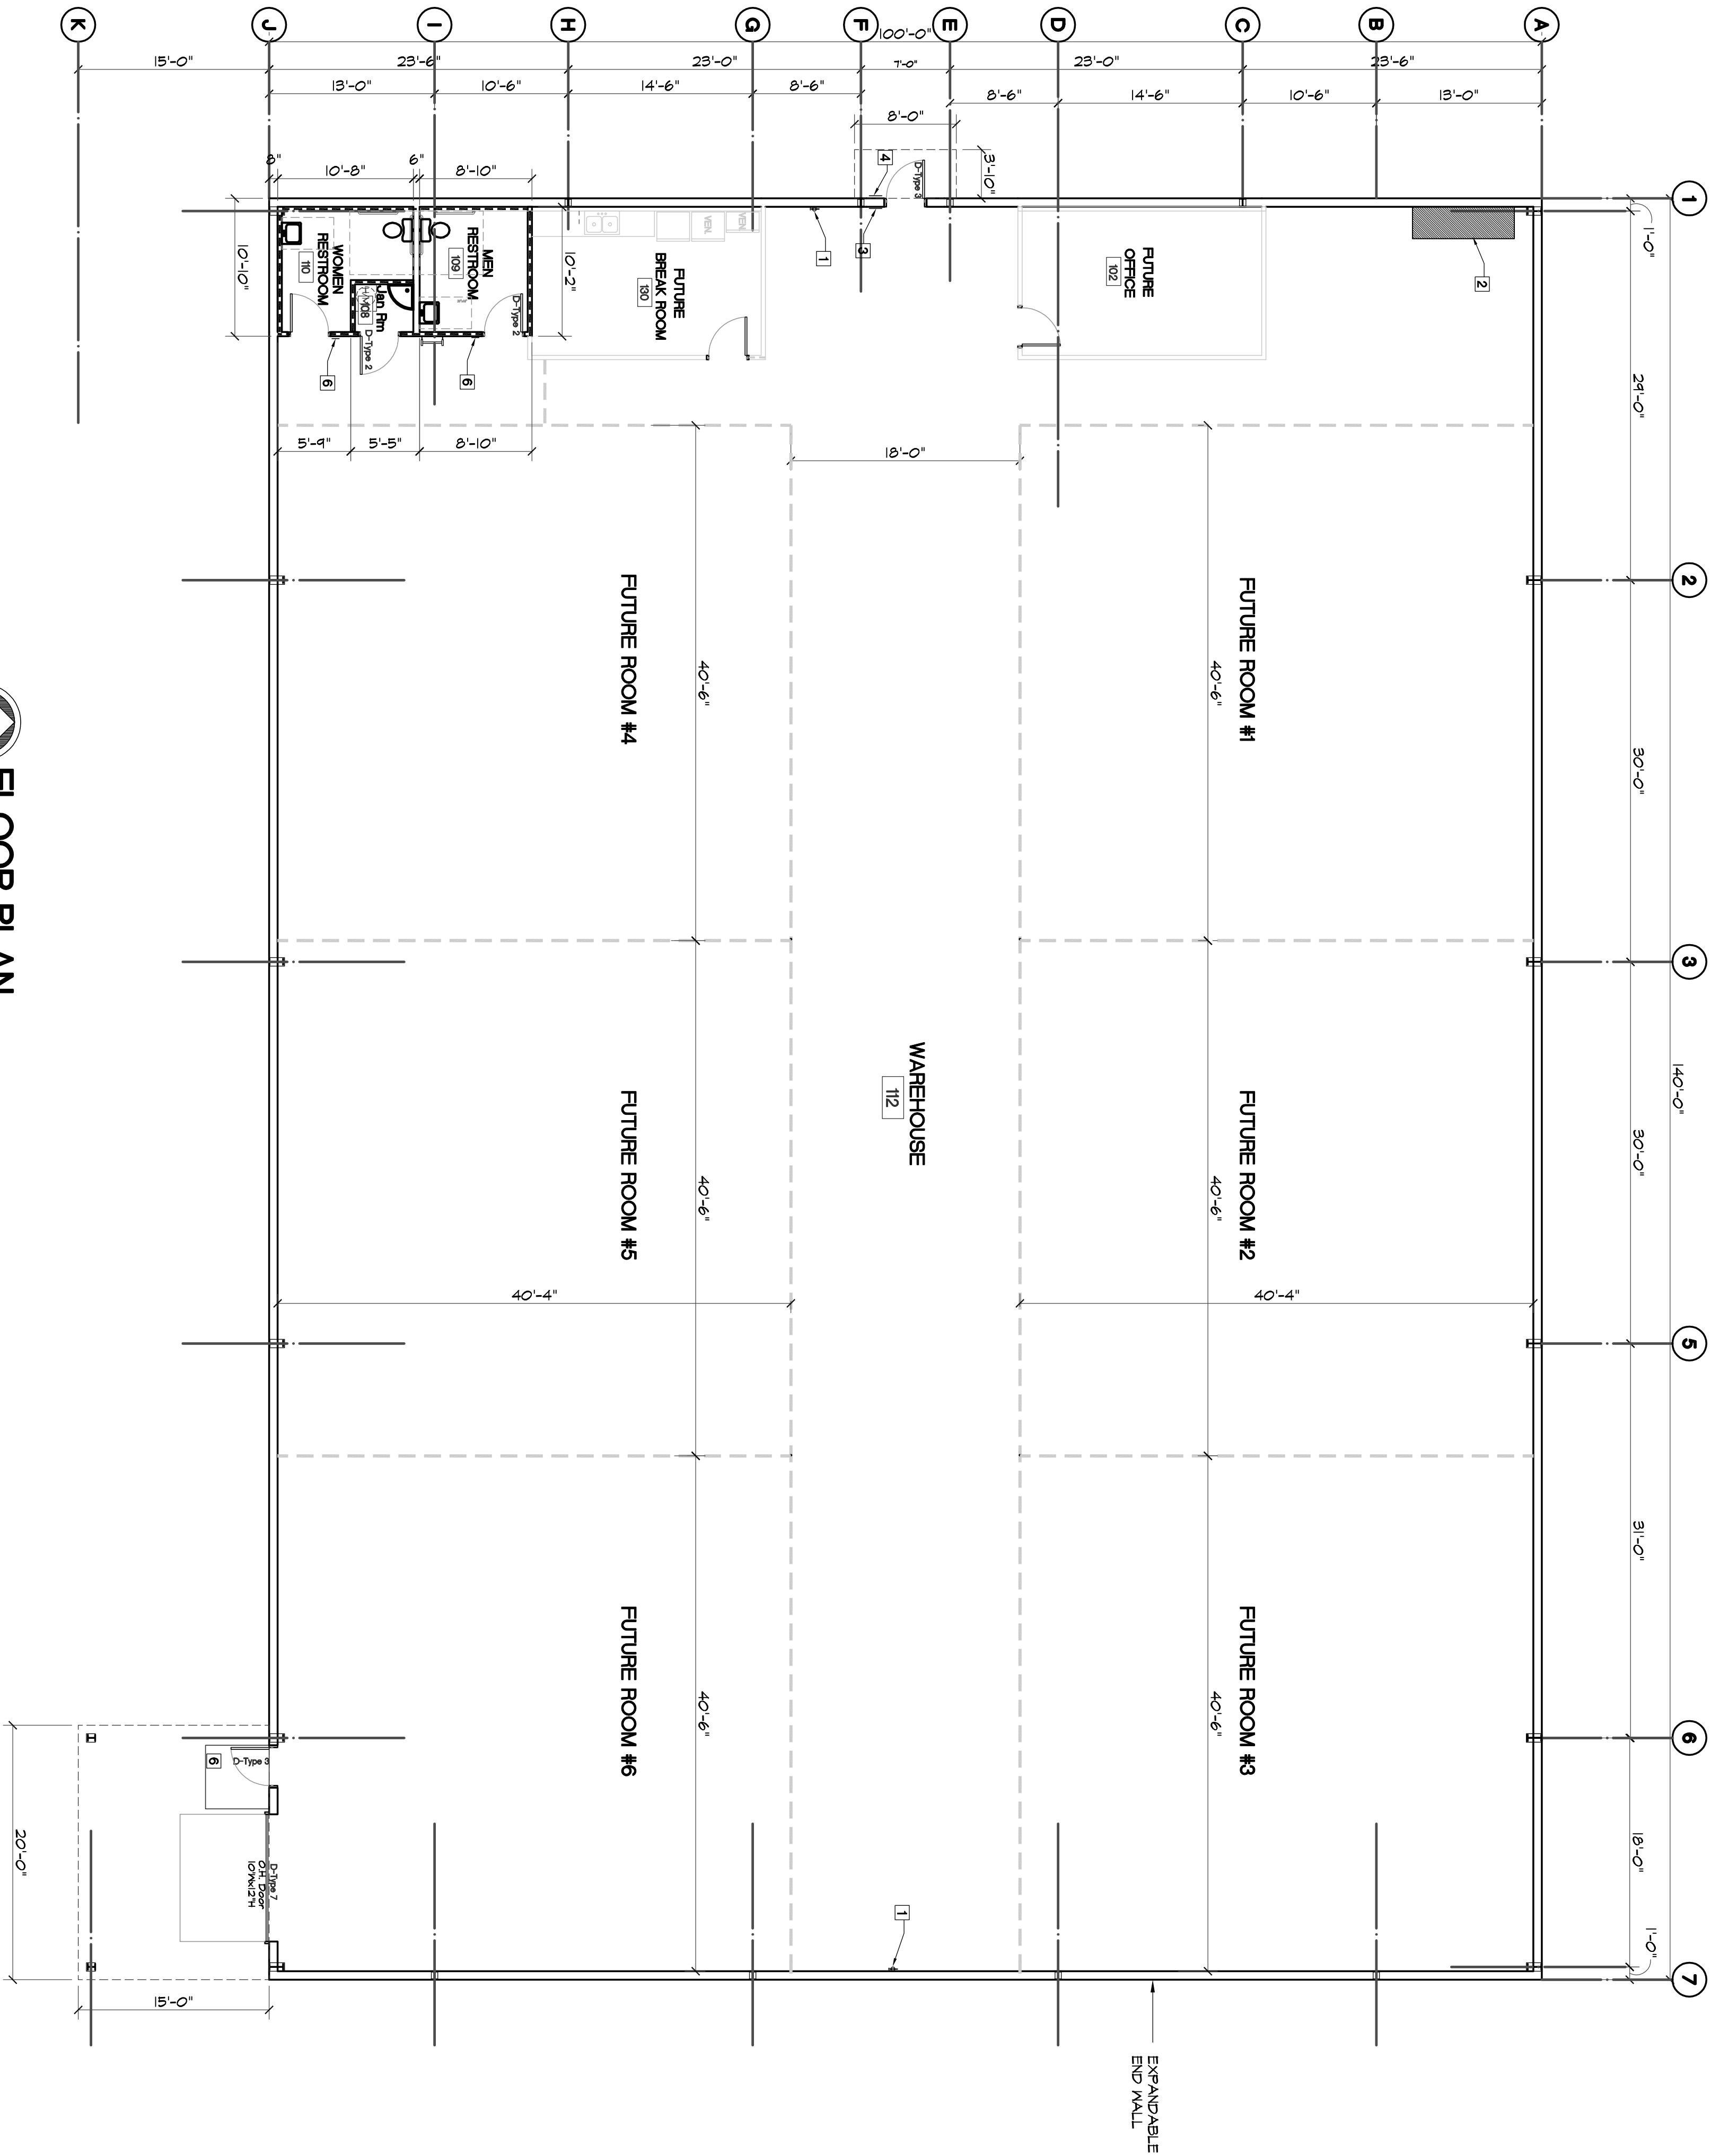 K
J
I
H
G
F
E
D
C
B
A
100'-0"
15'-0"
23'-6"
23'-0"
7'-0"
23'-0"
23'-6"
13'-0"
10'-6"
14'-6"
8'-6"
8'-6"
14'-6"
10'-6"
13'-0"
8'-0"
3'-10"
8"
10'-8"
6"
8'-10"
4
D-Type 3
1
3
2
1
2
3
5
6
7
1'-0"
29'-0"
30'-0"
30'-0"
31'-0"
18'-0"
1'-0"
140'-0"
10'-10"
10'-2"
WOMEN
RESTROOM
110
MEN
RESTROOM
109
Jan Rm
D-Type 2
D-Type 2
6
6
FUTURE
BREAK ROOM
130
VEN.
VEN.
FUTURE
OFFICE
102
5'-9"
5'-5"
8'-10"
18'-0"
FUTURE ROOM #4
40'-6"
FUTURE ROOM #1
40'-6"
WAREHOUSE
112
FUTURE ROOM #5
40'-6"
FUTURE ROOM #2
40'-6"
40'-4"
40'-4"
FUTURE ROOM #6
40'-6"
FUTURE ROOM #3
40'-6"
6
D-Type 3
D-Type 7
O.H. Door
10'Wx12'H
20'-0"
15'-0"
1
EXPANDABLE
END WALL
FLOOR PLAN